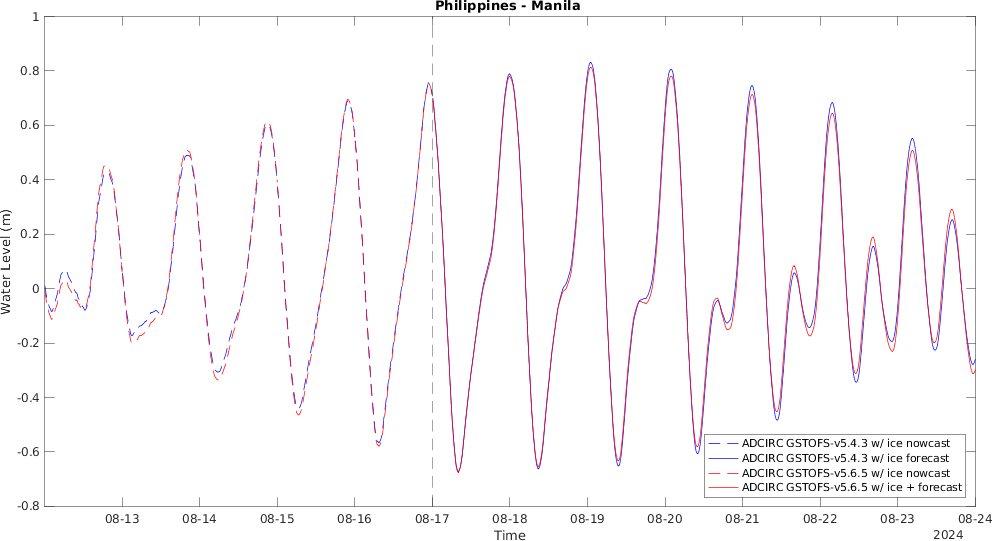 Philippines - Manila
1
0.8
0.6
0.4
0.2
0
-0.2
-0.4
-0.6
-0.8
Water Level (m)
08-13 08-14 08-15 08-16 08-17 08-18 08-19 08-20 08-21 08-22 08-23 08-24
Time
2024
ADCIRC GSTOFS-v5.4.3 w/ ice nowcast
ADCIRC GSTOFS-v5.4.3 w/ ice forecast
ADCIRC GSTOFS-v5.6.5 w/ ice nowcast
ADCIRC GSTOFS-v5.6.5 w/ ice + forecast